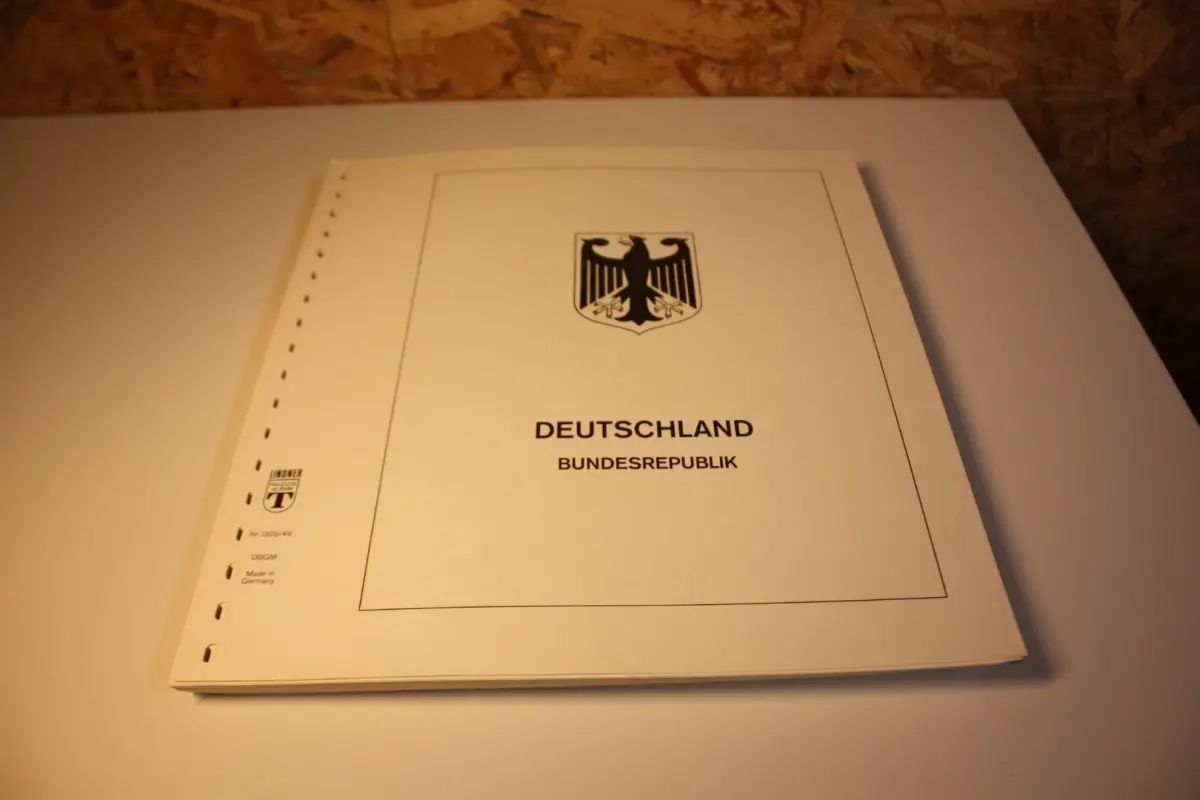 DEUTSCHLAND
BUNDESREPUBLIK
LINDNER
T
DBGM
Made in
Germany